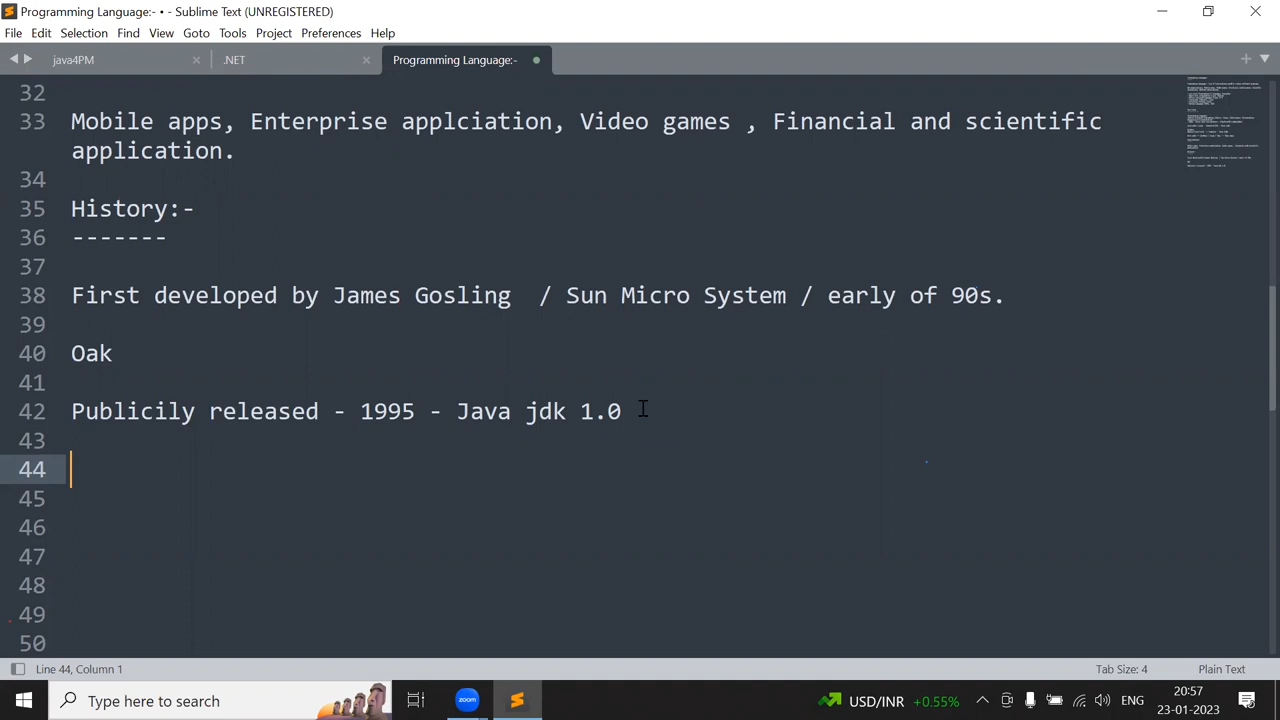 Programming Language:- • - Sublime Text (UNREGISTERED)
File Edit Selection Find View Goto Tools Project Preferences Help
java4PM .NET Programming Language:-
32
33 Mobile apps, Enterprise applciation, Video games , Financial and scientific
application.
34
35 History:-
36 -------
37
38 First developed by James Gosling / Sun Micro System / early of 90s.
39
40 Oak
41
42 Publicily released - 1995 - Java jdk 1.0
43
44
45
46
47
48
49
50
Line 44, Column 1 Tab Size: 4 Plain Text
Type here to search zoom USD/INR +0.55% ENG 20:57
23-01-2023